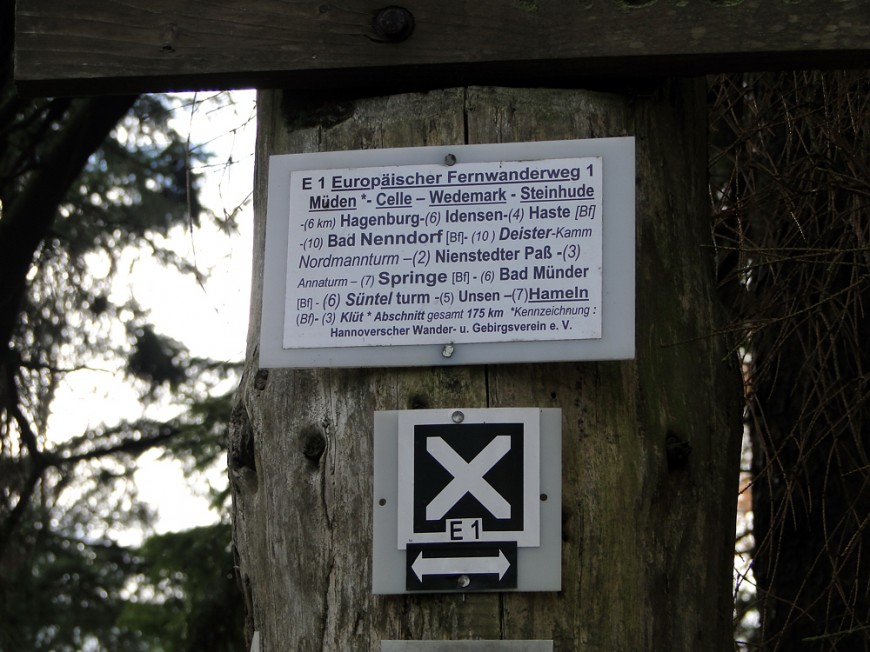 E 1 Europäischer Fernwanderweg 1
Müden *- Celle – Wedemark - Steinhude
-(6 km) Hagenburg-(6) Idensen-(4) Haste [Bf]
-(10) Bad Nenndorf [Bf]- (10 ) Deister-Kamm
Nordmannturm –(2) Nienstedter Paß -(3)
Annaturm – (7) Springe [Bf] - (6) Bad Münder
[Bf] - (6) Süntel turm -(5) Unsen –(7)Hameln
(Bf)- (3) Klüt * Abschnitt gesamt 175 km *Kennzeichnung :
Hannoverscher Wander- u. Gebirgsverein e. V.
E 1